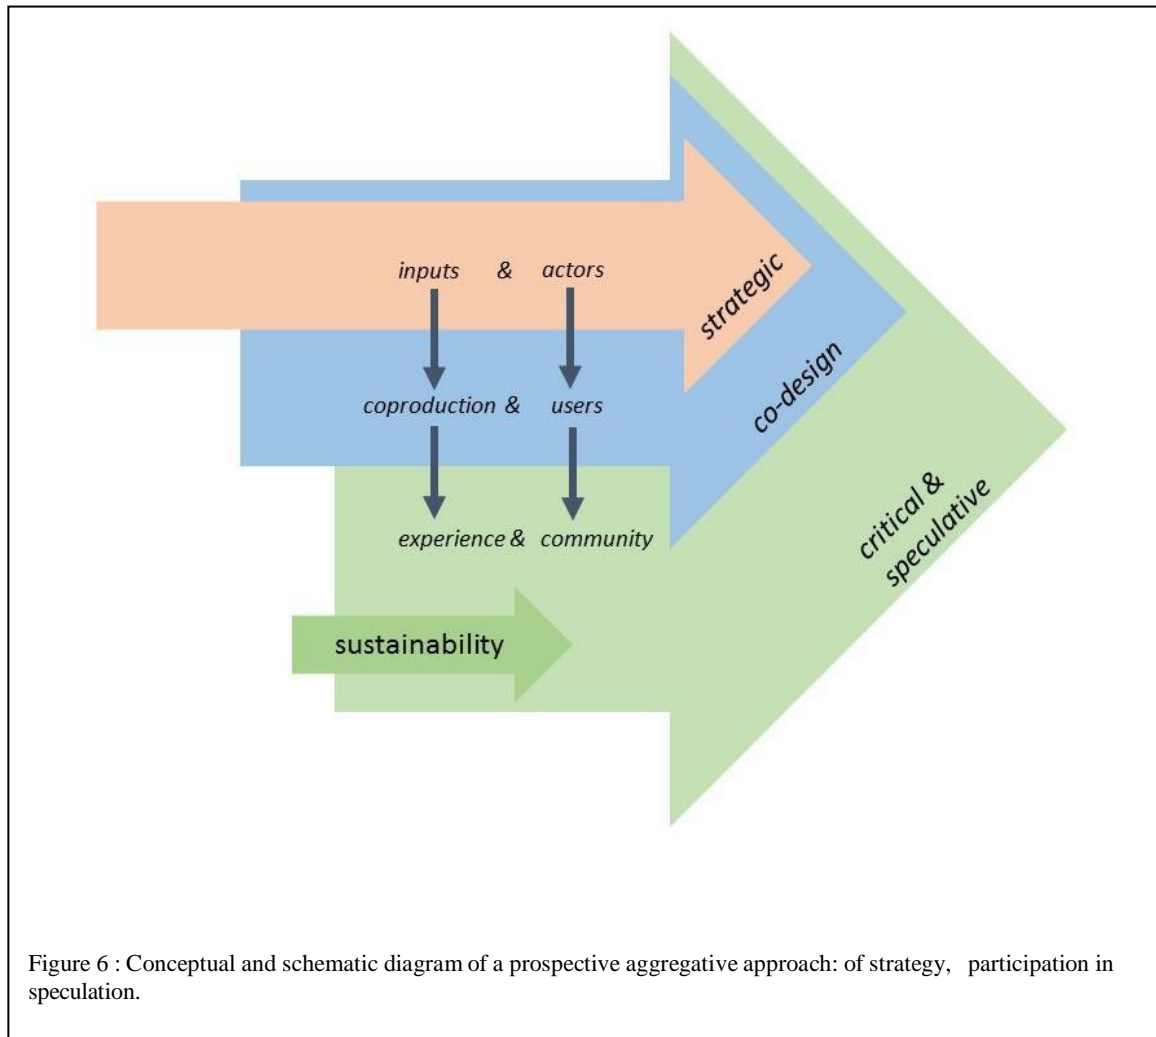 inputs & actors
strategic
coproduction & users
co-design
experience & community
critical &
speculative
sustainability
Figure 6 : Conceptual and schematic diagram of a prospective aggregative approach: of strategy, participation in
speculation.